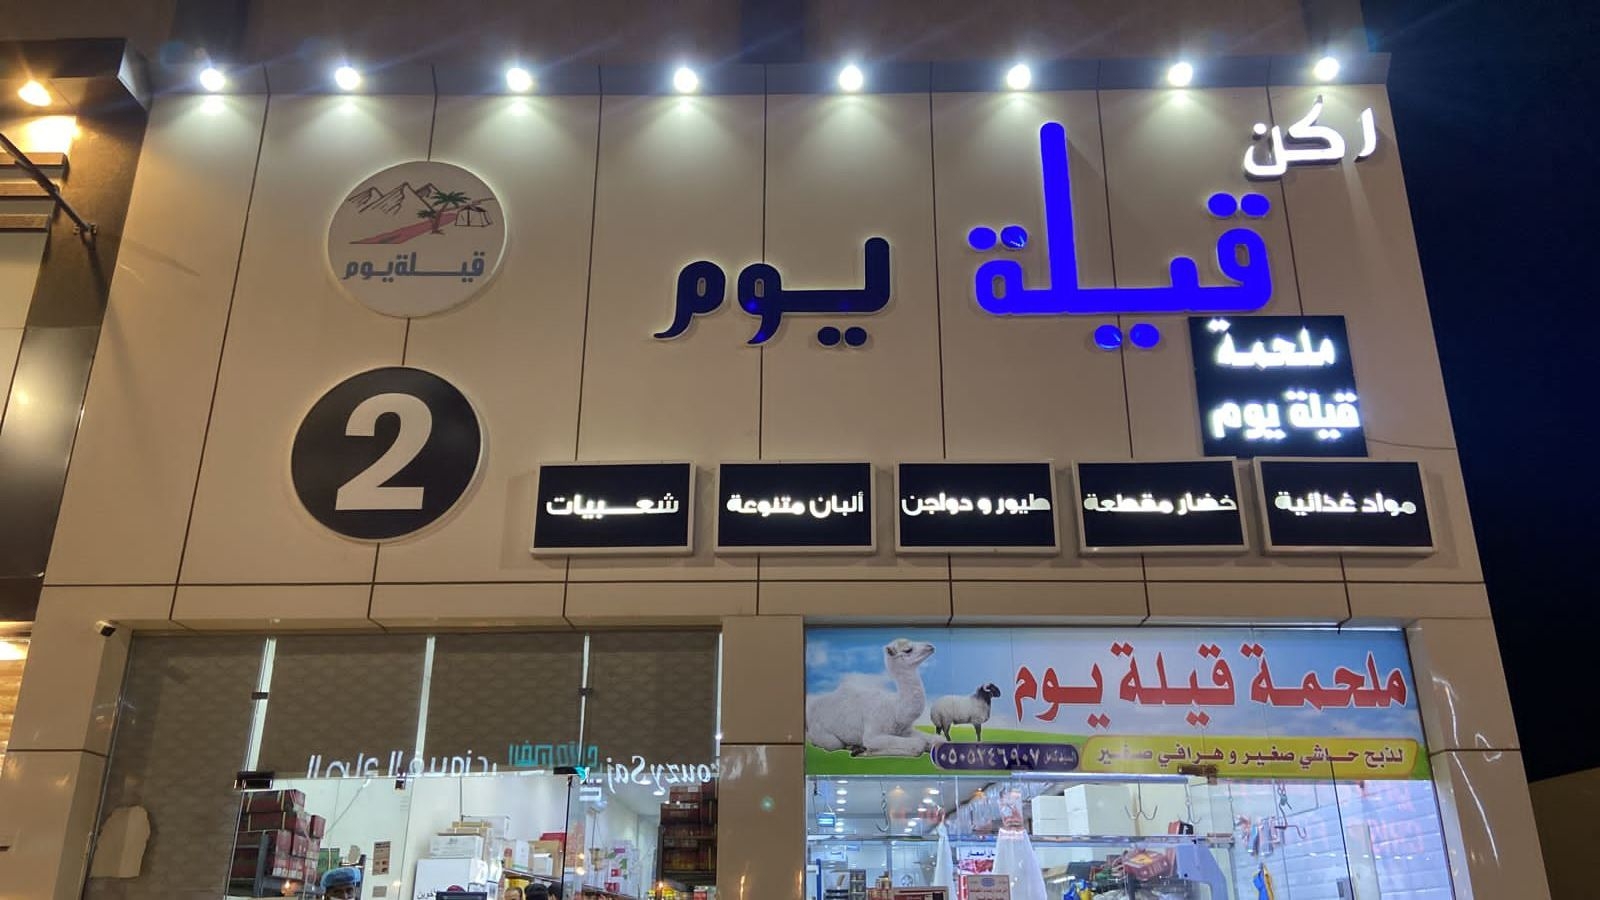 ركن
قيلة يوم
قيلة يوم
ملحمة
قيلة يوم
2
مواد غذائية
خضار مقطعة
طيور و دواجن
ألبان متنوعة
شعبيات
ملحمة قيلة يوم
لذبح حاشي صغير و هرافي صغير
٠٥٠٥٢٤٦٩٠٧